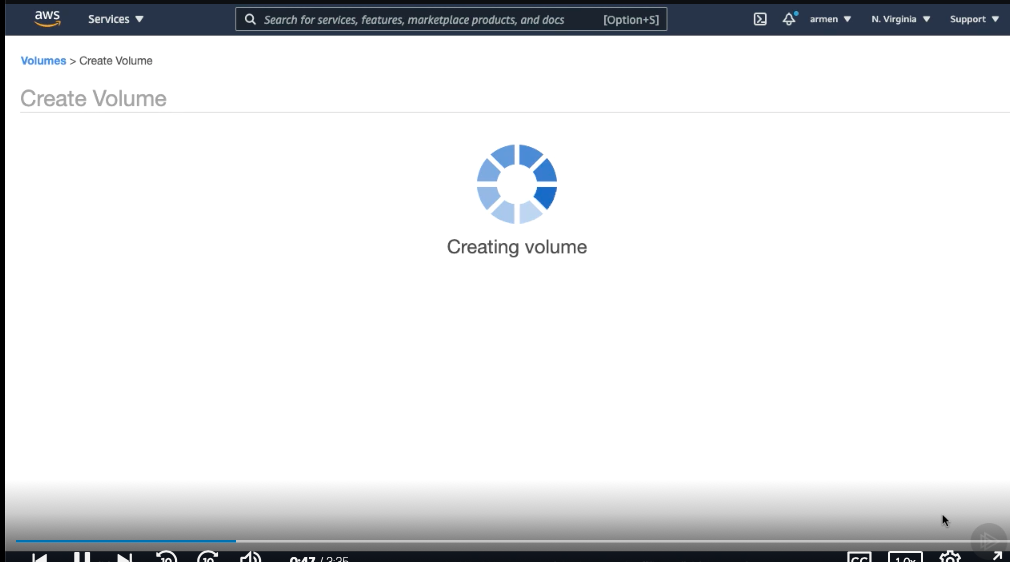 aws Services Search for services, features, marketplace products, and docs [Option+S] armen N. Virginia Support
Volumes > Create Volume
Create Volume
Creating volume
10 10 0:47 / 3:35 CC 1.0x